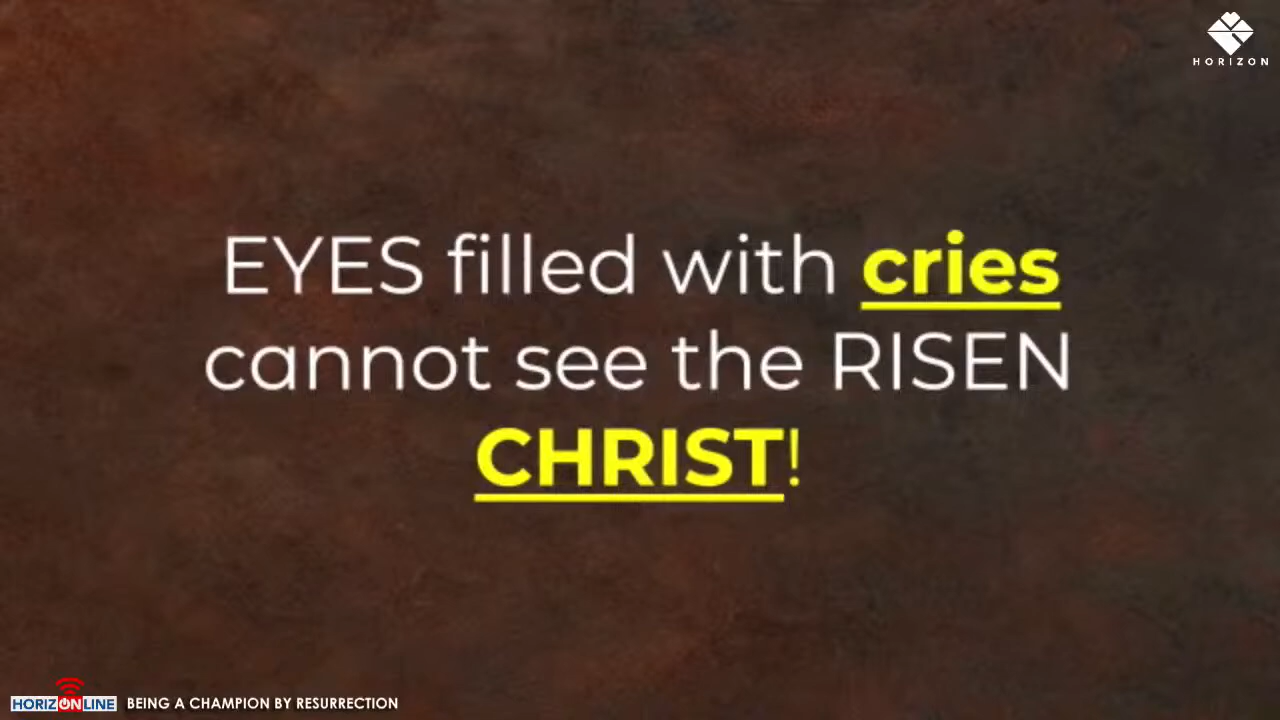 HORIZON
EYES filled with cries
cannot see the RISEN
CHRIST!
HORIZONLINE BEING A CHAMPION BY RESURRECTION